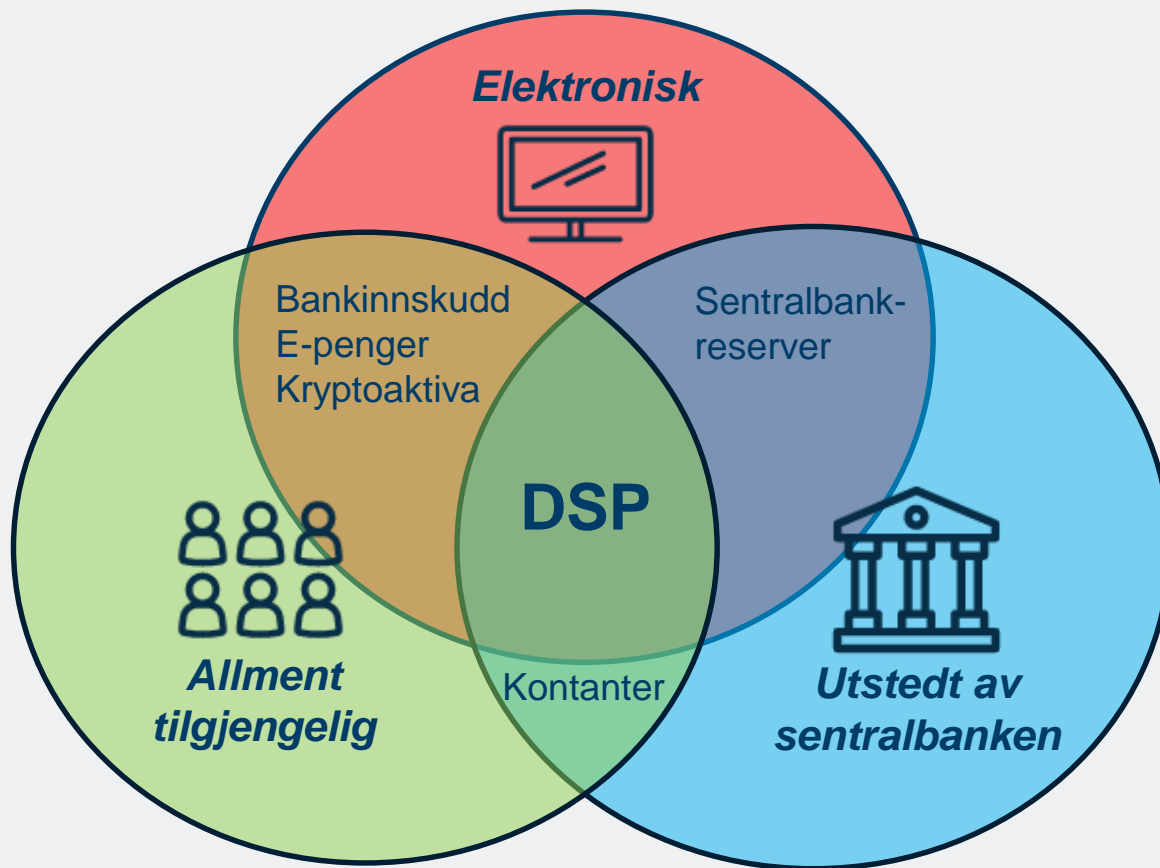 Elektronisk
Bankinnskudd
E-penger
Kryptoaktiva
Sentralbank-
reserver
DSP
Allment
tilgjengelig
Kontanter
Utstedt av
sentralbanken